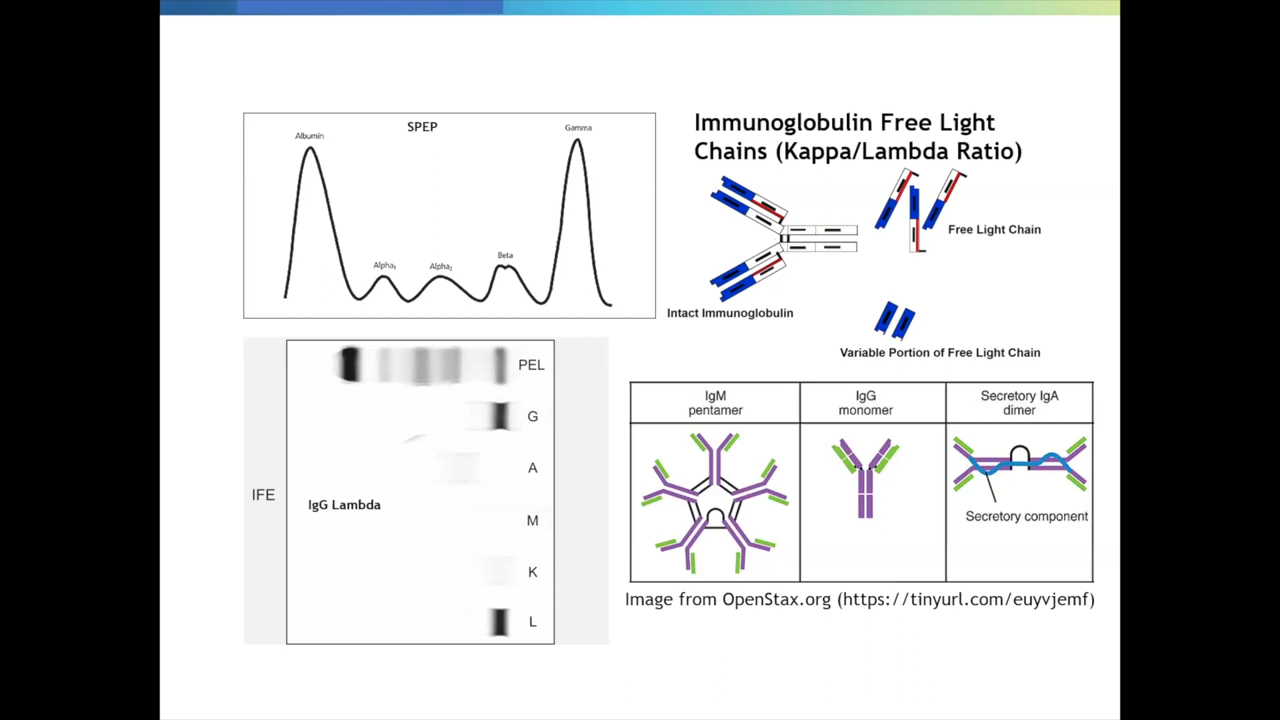 SPEP
Albumin
Alpha₁
Alpha₂
Beta
Gamma
Immunoglobulin Free Light
Chains (Kappa/Lambda Ratio)
Free Light Chain
Intact Immunoglobulin
Variable Portion of Free Light Chain
IFE
IgG Lambda
PEL
G
A
M
K
L
IgM
pentamer
IgG
monomer
Secretory IgA
dimer
Secretory component
Image from OpenStax.org (https://tinyurl.com/euyvjemf)